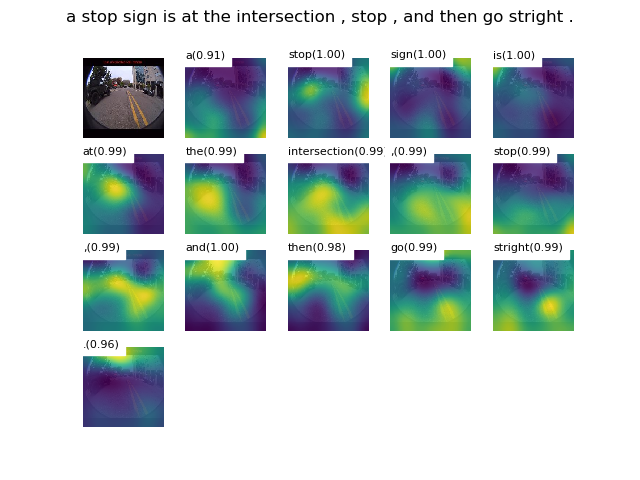 a stop sign is at the intersection , stop , and then go stright .
a(0.91) stop(1.00) sign(1.00) is(1.00)
at(0.99) the(0.99) intersection(0.99) ,(0.99) stop(0.99)
,(0.99) and(1.00) then(0.98) go(0.99) stright(0.99)
.(0.96)